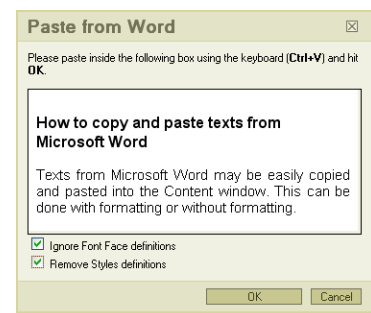 Paste from Word
Please paste inside the following box using the keyboard (Ctrl+V) and hit
OK.
How to copy and paste texts from
Microsoft Word
Texts from Microsoft Word may be easily copied
and pasted into the Content window. This can be
done with formatting or without formatting.
Ignore Font Face definitions
Remove Styles definitions
OK Cancel